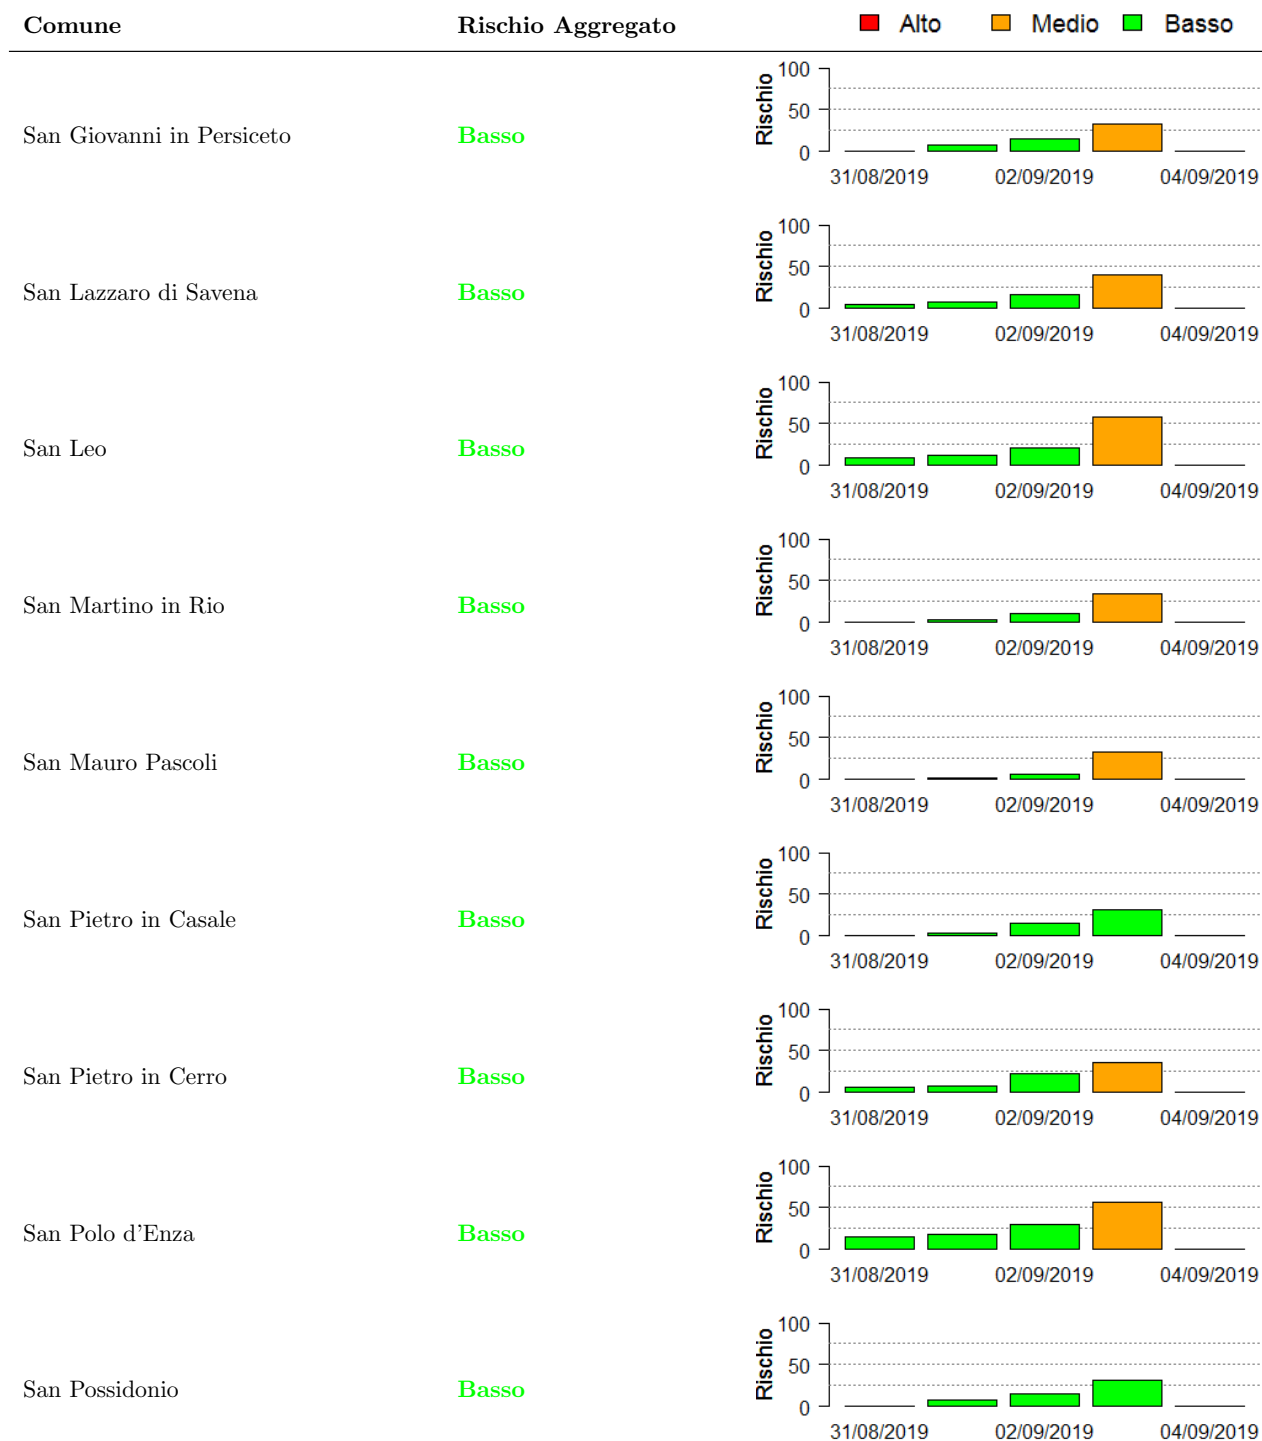 Comune Rischio Aggregato Alto Medio Basso
San Giovanni in Persiceto Basso
Rischio
100
50
0
31/08/2019 02/09/2019 04/09/2019
San Lazzaro di Savena Basso
Rischio
100
50
0
31/08/2019 02/09/2019 04/09/2019
San Leo Basso
Rischio
100
50
0
31/08/2019 02/09/2019 04/09/2019
San Martino in Rio Basso
Rischio
100
50
0
31/08/2019 02/09/2019 04/09/2019
San Mauro Pascoli Basso
Rischio
100
50
0
31/08/2019 02/09/2019 04/09/2019
San Pietro in Casale Basso
Rischio
100
50
0
31/08/2019 02/09/2019 04/09/2019
San Pietro in Cerro Basso
Rischio
100
50
0
31/08/2019 02/09/2019 04/09/2019
San Polo d'Enza Basso
Rischio
100
50
0
31/08/2019 02/09/2019 04/09/2019
San Possidonio Basso
Rischio
100
50
0
31/08/2019 02/09/2019 04/09/2019